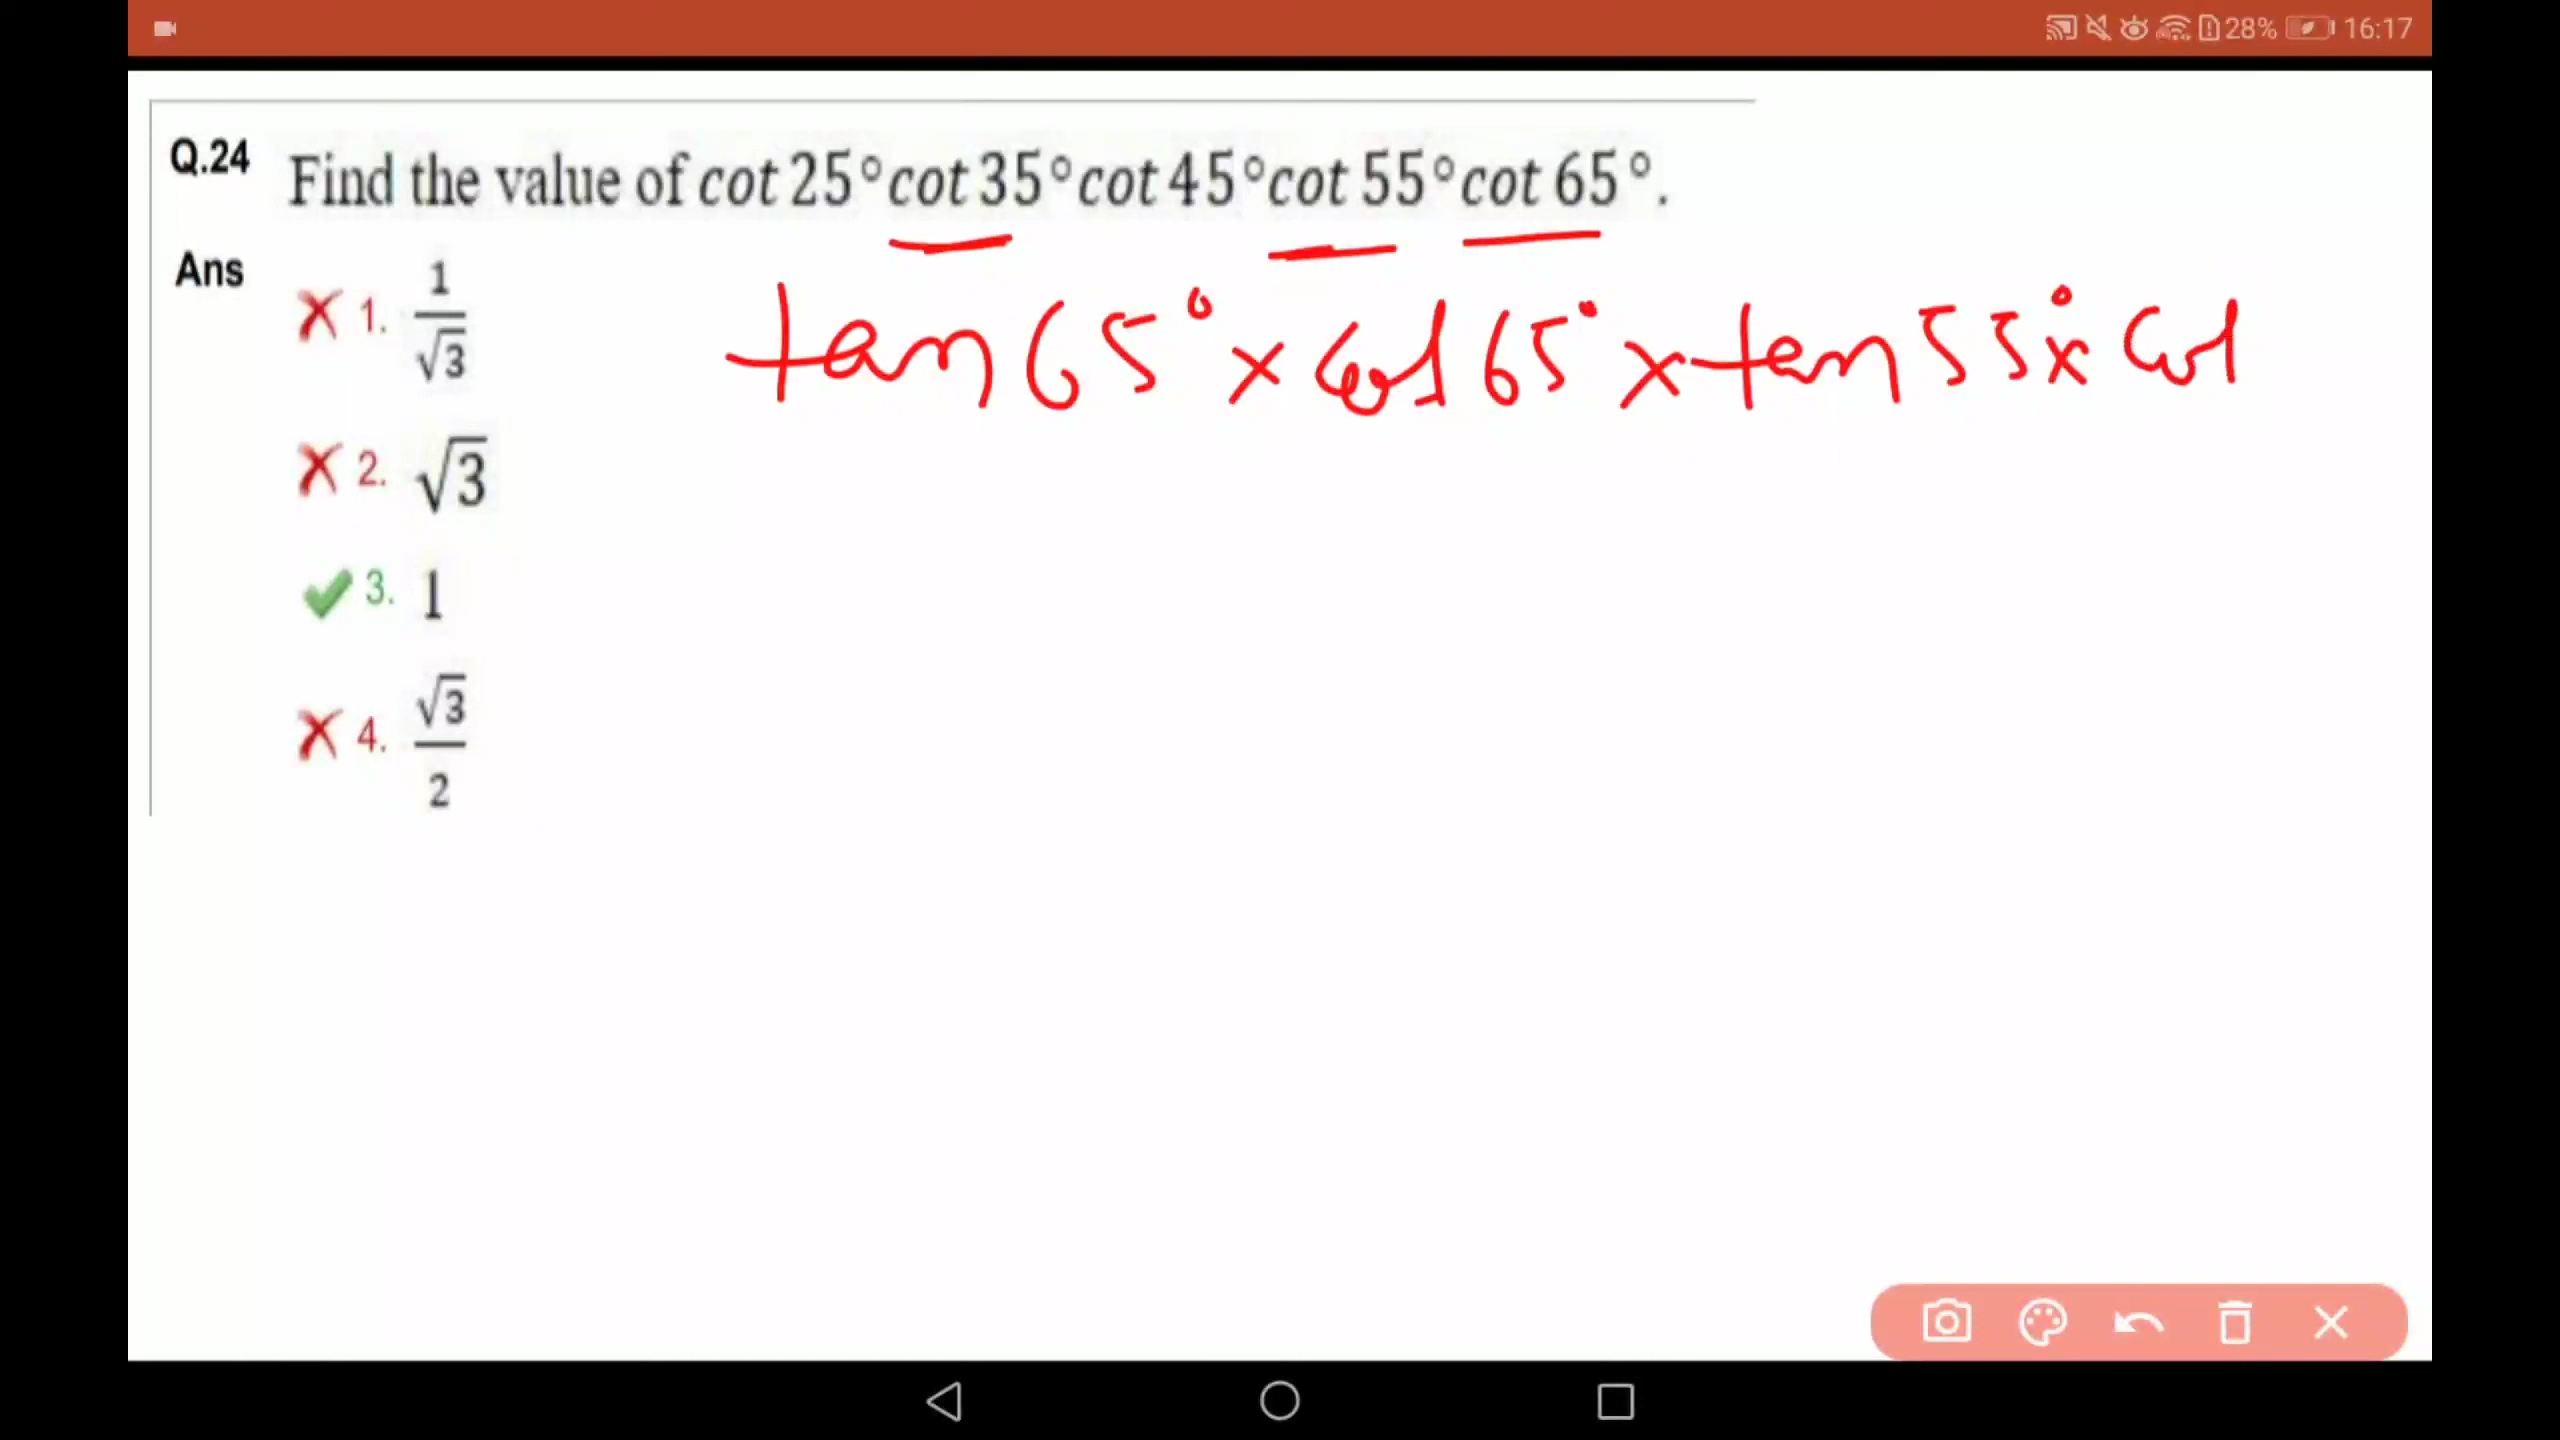 28% 16:17
Q.24 Find the value of cot 25° cot 35° cot 45° cot 55° cot 65°.
Ans
1. 1/√3
tan 65° × cot 65° × tan 55° × cot
2. √3
3. 1
4. √3/2